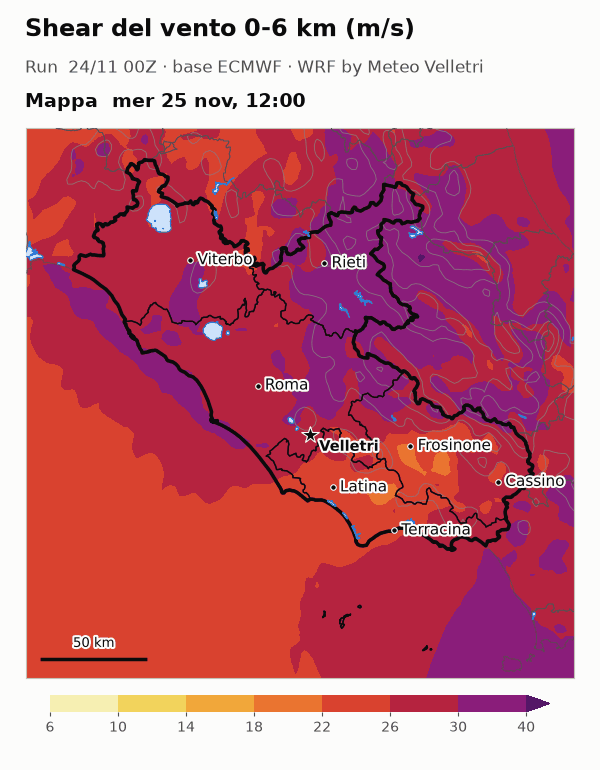 Shear del vento 0-6 km (m/s)
Run  24/11 00Z · base ECMWF · WRF by Meteo Velletri
Mappa  mer 25 nov, 12:00
Viterbo
Rieti
Roma
Velletri
Frosinone
Latina
Cassino
Terracina
50 km
6 10 14 18 22 26 30 40